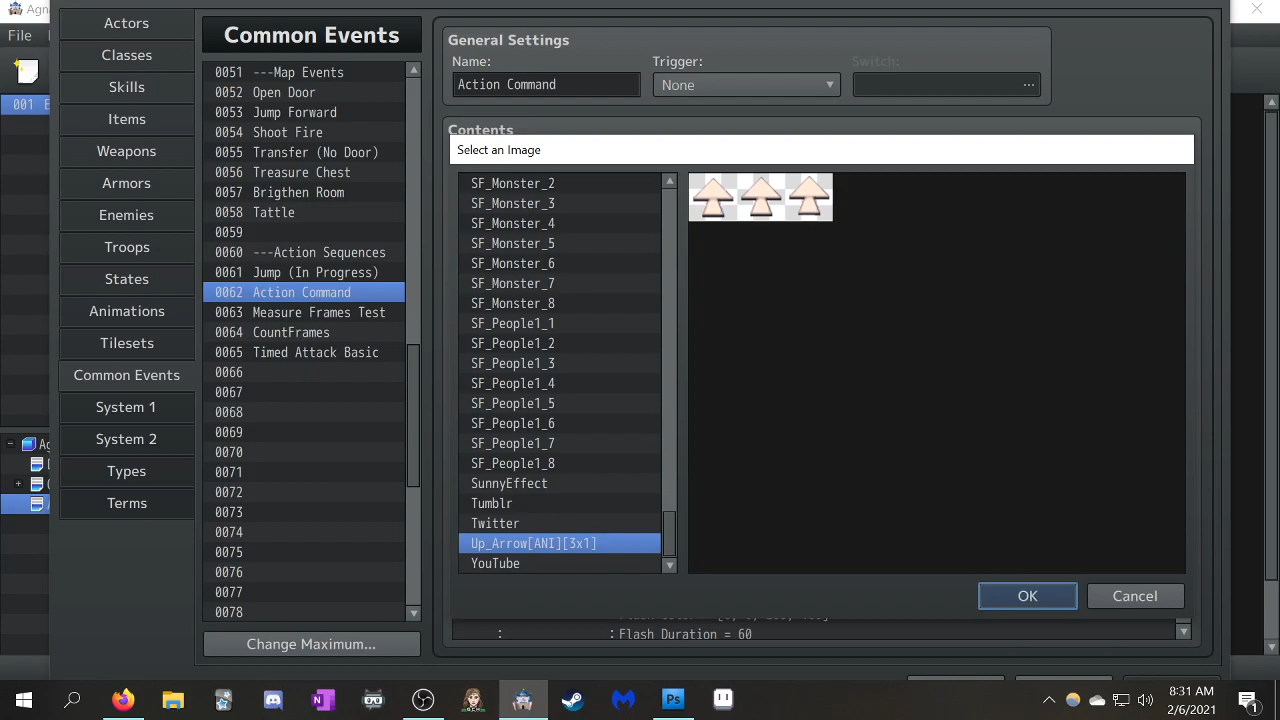 Agn
File
001 E
Ag
Actors
Classes
Skills
Items
Weapons
Armors
Enemies
Troops
States
Animations
Tilesets
Common Events
System 1
System 2
Types
Terms
Common Events
0051 ---Map Events
0052 Open Door
0053 Jump Forward
0054 Shoot Fire
0055 Transfer (No Door)
0056 Treasure Chest
0057 Brigthen Room
0058 Tattle
0059
0060 ---Action Sequences
0061 Jump (In Progress)
0062 Action Command
0063 Measure Frames Test
0064 CountFrames
0065 Timed Attack Basic
0066
0067
0068
0069
0070
0071
0072
0073
0074
0075
0076
0077
0078
Change Maximum...
General Settings
Name:
Trigger:
Switch:
Action Command
None
...
Contents
Select an Image
SF_Monster_2
SF_Monster_3
SF_Monster_4
SF_Monster_5
SF_Monster_6
SF_Monster_7
SF_Monster_8
SF_People1_1
SF_People1_2
SF_People1_3
SF_People1_4
SF_People1_5
SF_People1_6
SF_People1_7
SF_People1_8
SunnyEffect
Tumblr
Twitter
Up_Arrow[ANI][3x1]
YouTube
OK
Cancel
: :Flash Duration = 60
8:31 AM
2/6/2021
1